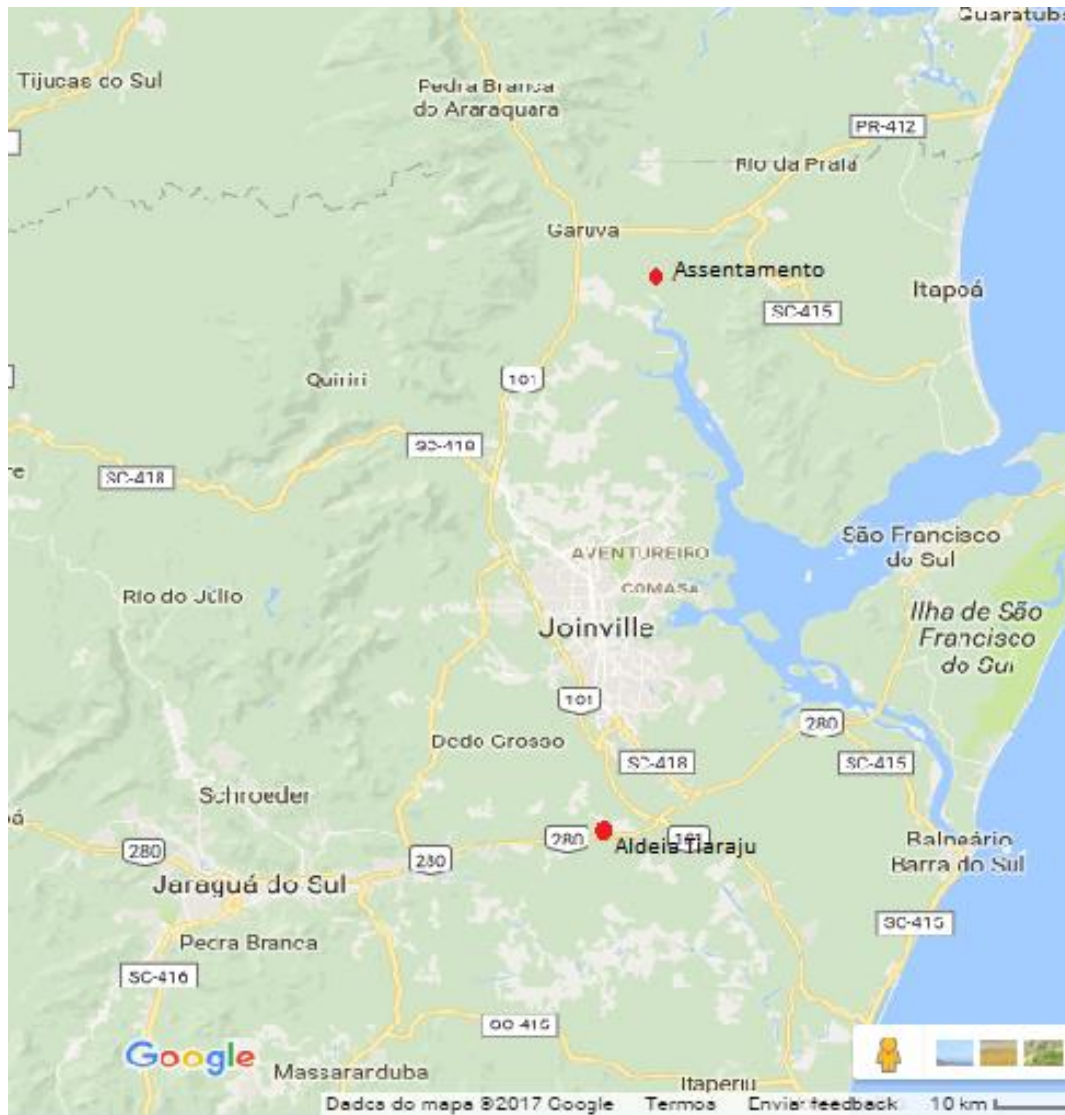 Guaratuba
Tijucas do Sul
Pedra Branca
do Araraquara
PR-412
Rio da Praia
Garuva
Assentamento
Itapoá
SC-415
Quiriri
101
SC-418
SC-418
São Francisco
do Sul
AVENTUREIRO
COMASA
Rio do Júlio
Ilha de São
Francisco
do Sul
Joinville
101
280
Dedo Grosso
SC-418
SC-415
Schroeder
280
280
101
Aldeia Tiaraju
Balneário
Barra do Sul
280
Jaraguá do Sul
SC-415
Pedra Branca
SC-416
SC-415
Google
Massaranduba
Itaperiu
Dados do mapa ©2017 Google Termos Enviar feedback 10 km